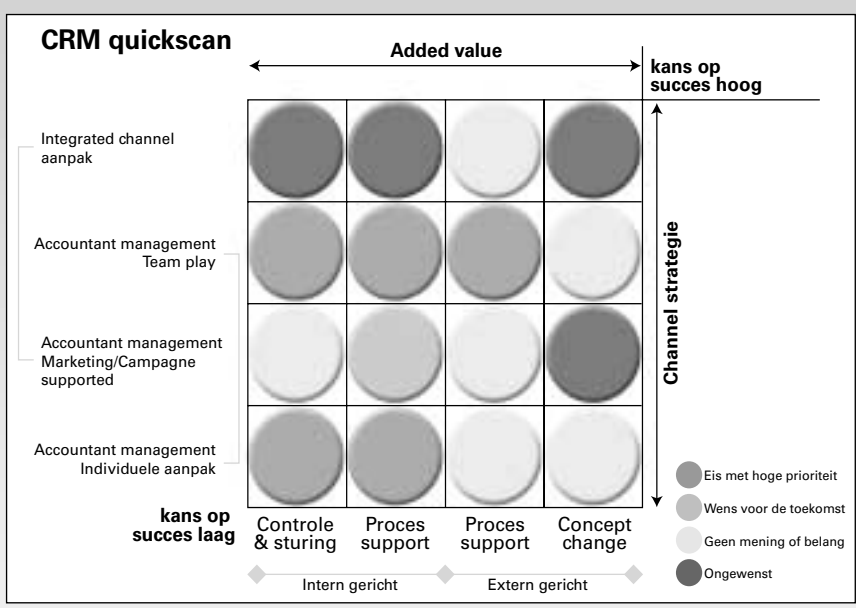 CRM quickscan
Added value
kans op
succes hoog
Integrated channel
aanpak
Accountant management
Team play
Accountant management
Marketing/Campagne
supported
Accountant management
Individuele aanpak
Channel strategie
kans op
succes laag
Controle
& sturing
Proces
support
Proces
support
Concept
change
Intern gericht
Extern gericht
Eis met hoge prioriteit
Wens voor de toekomst
Geen mening of belang
Ongewenst